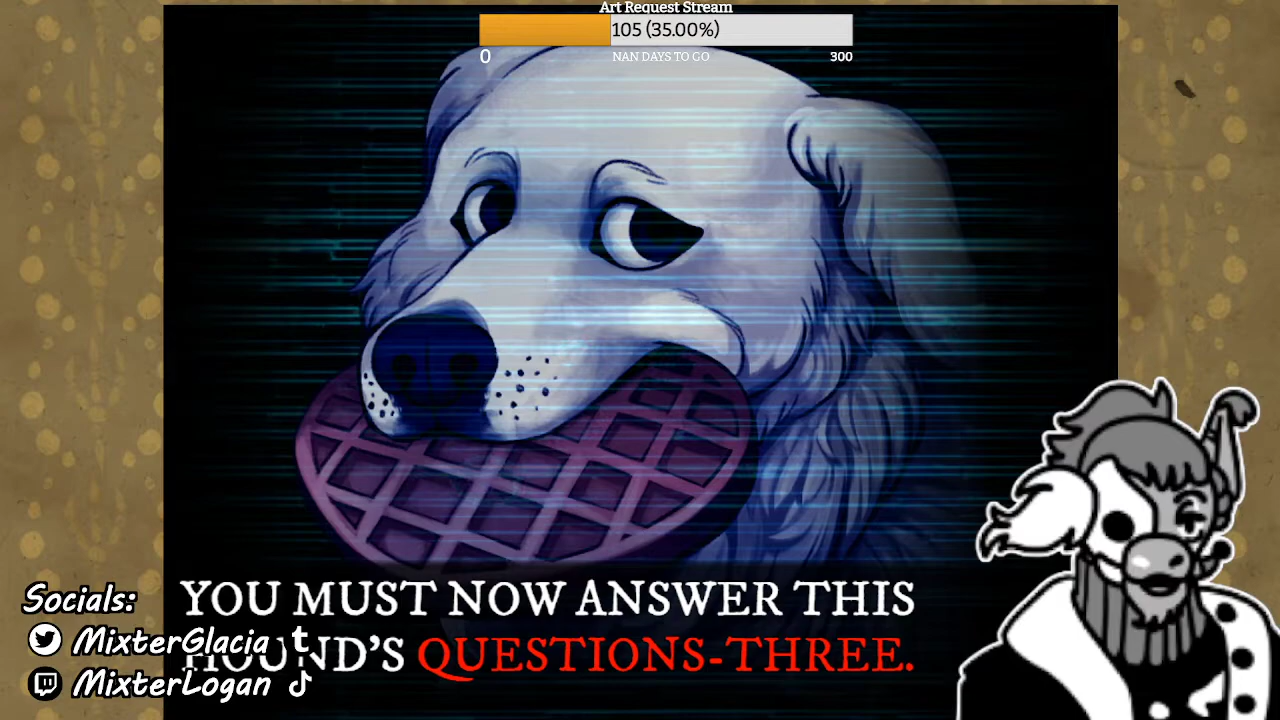 Art Request Stream
105 (35.00%)
0
NAN DAYS TO GO
300
YOU MUST NOW ANSWER THIS
HOUND'S QUESTIONS-THREE.
Socials:
MixterGlacia
MixterLogan